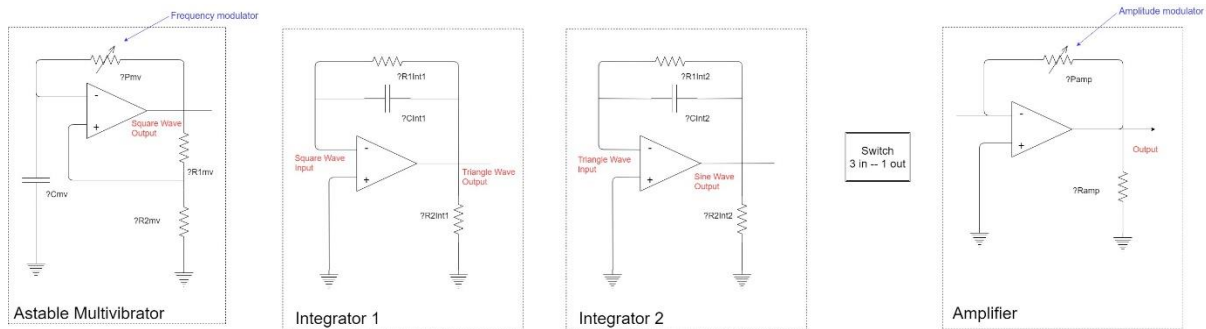 Frequency modulator
?Pmv
-
+
Square Wave
Output
?R1mv
?Cmv
?R2mv
Astable Multivibrator
?R1Int1
?CInt1
Square Wave
Input
-
+
Triangle Wave
Output
?R2Int1
Integrator 1
?R1Int2
?CInt2
Triangle Wave
Input
-
+
Sine Wave
Output
?R2Int2
Integrator 2
Switch
3 in -- 1 out
Amplitude modulator
?Pamp
-
+
Output
?Ramp
Amplifier